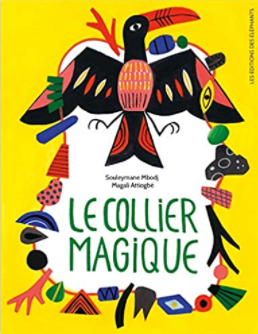 LES ÉDITIONS DES ÉLÉPHANTS
Souleymane Mbodj
Magali Attiogbé
LE COLLIER
MAGIQUE